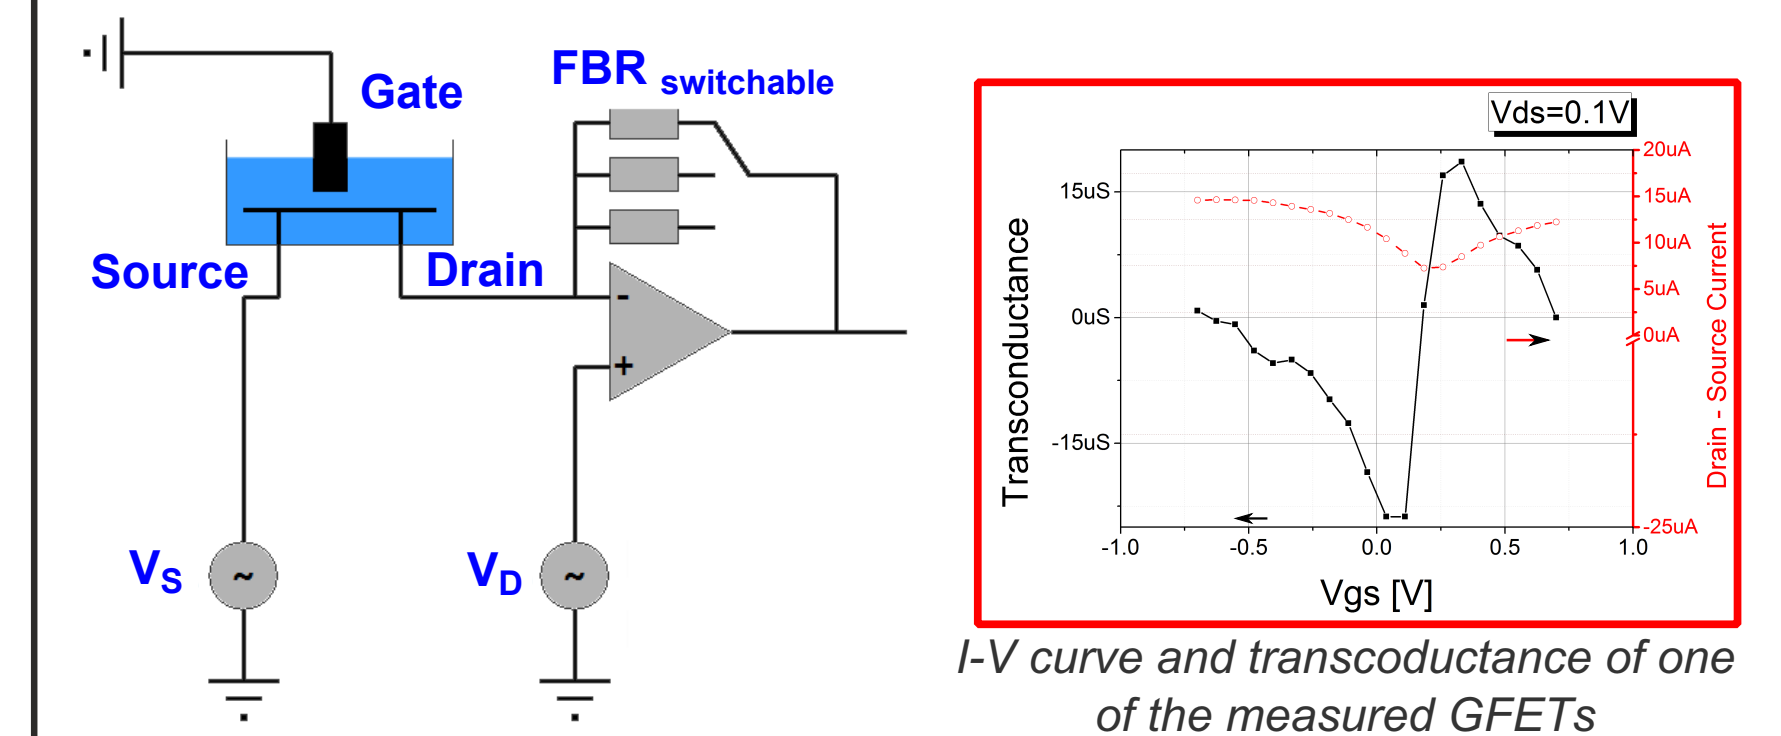 Gate
FBR switchable
Source
Drain
-
+
VS
~
VD
~
Vds=0.1V
20uA
15uS
15uA
10uA
5uA
0uS
0uA
-15uS
-25uA
Transconductance
Drain - Source Current
-1.0 -0.5 0.0 0.5 1.0
Vgs [V]
I-V curve and transcoductance of one
of the measured GFETs